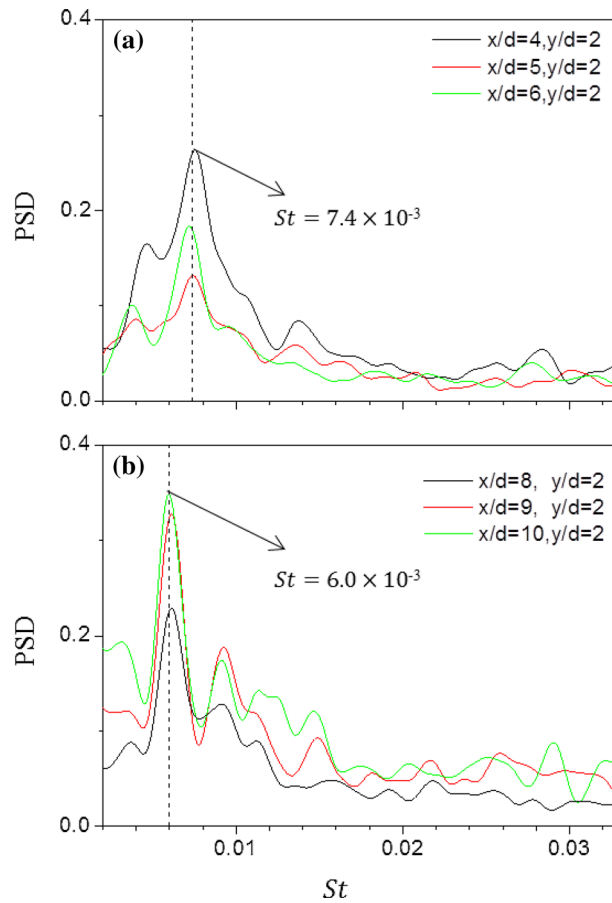 (a)
x/d=4,y/d=2
x/d=5,y/d=2
x/d=6,y/d=2
St = 7.4 × 10⁻³
PSD
0.4
0.2
0.0
(b)
x/d=8, y/d=2
x/d=9, y/d=2
x/d=10,y/d=2
St = 6.0 × 10⁻³
PSD
0.4
0.2
0.0
0.01 0.02 0.03
St